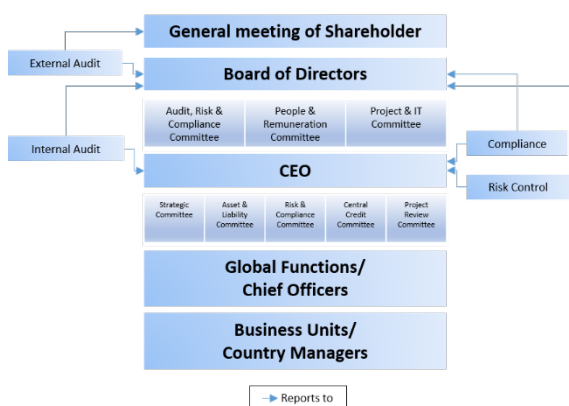 General meeting of Shareholder
External Audit
Board of Directors
Audit, Risk &
Compliance
Committee
People &
Remuneration
Committee
Project & IT
Committee
Internal Audit
Compliance
CEO
Risk Control
Strategic
Committee
Asset &
Liability
Committee
Risk &
Compliance
Committee
Central
Credit
Committee
Project
Review
Committee
Global Functions/
Chief Officers
Business Units/
Country Managers
Reports to